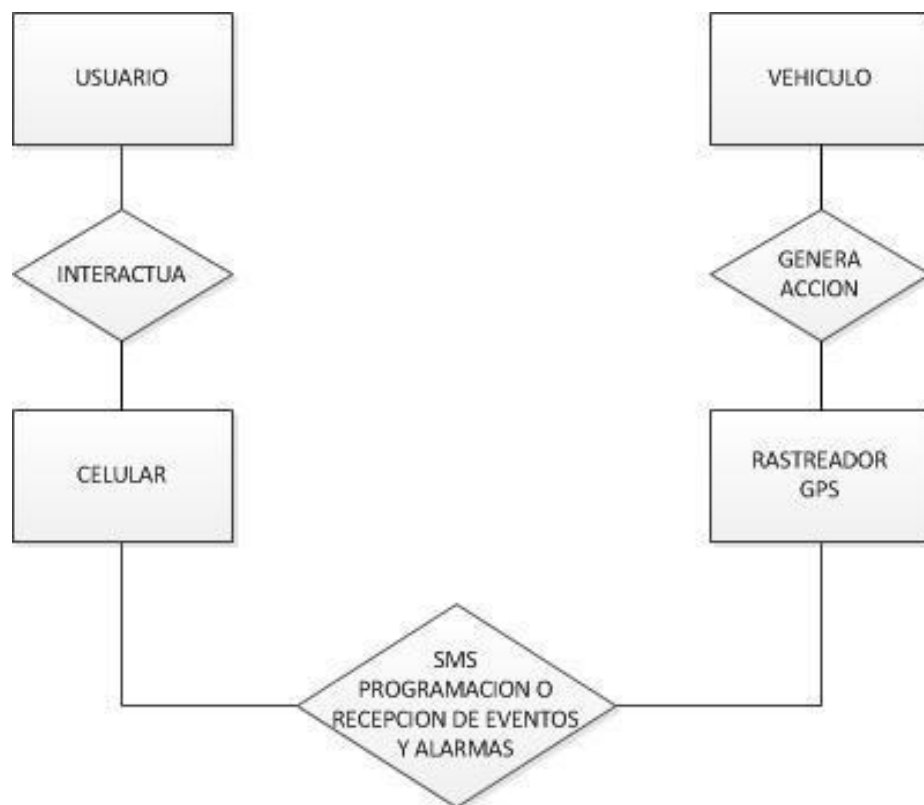 USUARIO
VEHICULO
INTERACTUA
GENERA
ACCION
CELULAR
RASTREADOR
GPS
SMS
PROGRAMACION O
RECEPCION DE EVENTOS
Y ALARMAS